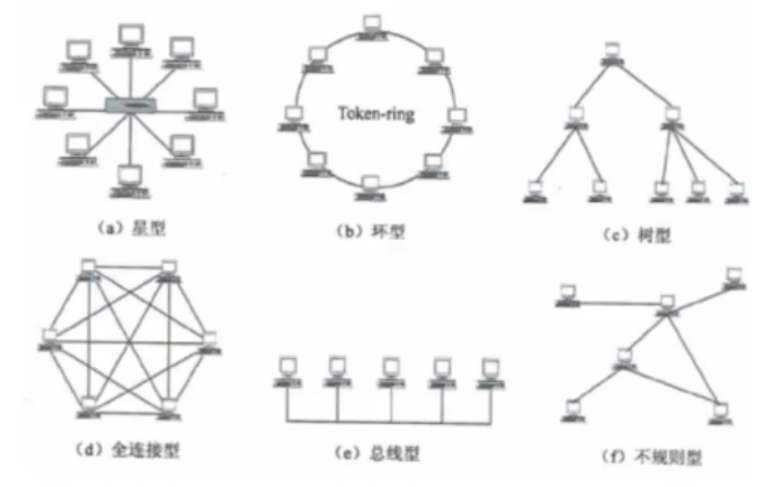 Token-ring
(a) 星型
(b) 环型
(c) 树型
(d) 全连接型
(e) 总线型
(f) 不规则型